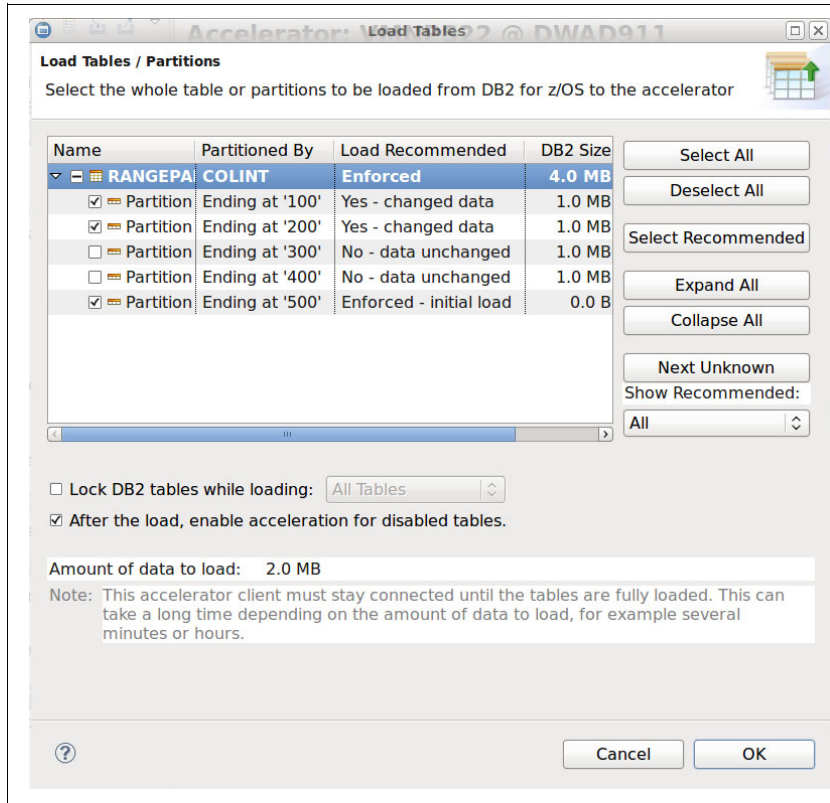 Accelerator: @ DWAD911
Load Tables
Load Tables / Partitions
Select the whole table or partitions to be loaded from DB2 for z/OS to the accelerator
Name Partitioned By Load Recommended DB2 Size
RANGEPA COLINT Enforced 4.0 MB
Partition Ending at '100' Yes - changed data 1.0 MB
Partition Ending at '200' Yes - changed data 1.0 MB
Partition Ending at '300' No - data unchanged 1.0 MB
Partition Ending at '400' No - data unchanged 1.0 MB
Partition Ending at '500' Enforced - initial load 0.0 B
Select All
Deselect All
Select Recommended
Expand All
Collapse All
Next Unknown
Show Recommended:
All
Lock DB2 tables while loading: All Tables
After the load, enable acceleration for disabled tables.
Amount of data to load: 2.0 MB
Note: This accelerator client must stay connected until the tables are fully loaded. This can
take a long time depending on the amount of data to load, for example several
minutes or hours.
?
Cancel OK